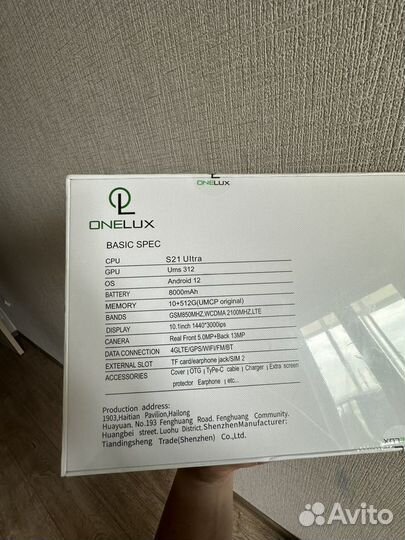 ONELUX
ONELUX
BASIC SPEC
CPU S21 Ultra
GPU Ums 312
OS Android 12
BATTERY 8000mAh
MEMORY 10+512G(UMCP original)
BANDS GSM850MHZ,WCDMA 2100MHZ,LTE
DISPLAY 10.1inch 1440*3000ips
CAMERA Real Front 5.0MP+Back 13MP
DATA CONNECTION 4GLTE/GPS/WIFI/FM/BT
EXTERNAL SLOT TF card/earphone jack/SIM 2
ACCESSORIES Cover | OTG | TyPe-C cable | Charger | Extra screen
protector Earphone | etc...
Production address:
1903,Haitian Pavilion,Hailong
Huayuan. No.193 Fenghuang Road. Fenghuang Community.
Huangbei street. Luohu District.ShenzhenManufacturer:
Tiandingsheng Trade(Shenzhen) Co.,Ltd.
ONELUX
Avito